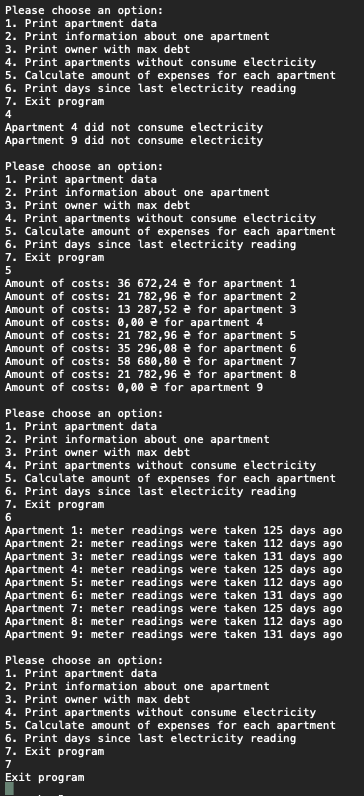 Please choose an option:
1. Print apartment data
2. Print information about one apartment
3. Print owner with max debt
4. Print apartments without consume electricity
5. Calculate amount of expenses for each apartment
6. Print days since last electricity reading
7. Exit program
4
Apartment 4 did not consume electricity
Apartment 9 did not consume electricity
Please choose an option:
1. Print apartment data
2. Print information about one apartment
3. Print owner with max debt
4. Print apartments without consume electricity
5. Calculate amount of expenses for each apartment
6. Print days since last electricity reading
7. Exit program
5
Amount of costs: 36 672,24 ₴ for apartment 1
Amount of costs: 21 782,96 ₴ for apartment 2
Amount of costs: 13 287,52 ₴ for apartment 3
Amount of costs: 0,00 ₴ for apartment 4
Amount of costs: 21 782,96 ₴ for apartment 5
Amount of costs: 35 296,08 ₴ for apartment 6
Amount of costs: 58 680,80 ₴ for apartment 7
Amount of costs: 21 782,96 ₴ for apartment 8
Amount of costs: 0,00 ₴ for apartment 9
Please choose an option:
1. Print apartment data
2. Print information about one apartment
3. Print owner with max debt
4. Print apartments without consume electricity
5. Calculate amount of expenses for each apartment
6. Print days since last electricity reading
7. Exit program
6
Apartment 1: meter readings were taken 125 days ago
Apartment 2: meter readings were taken 112 days ago
Apartment 3: meter readings were taken 131 days ago
Apartment 4: meter readings were taken 125 days ago
Apartment 5: meter readings were taken 112 days ago
Apartment 6: meter readings were taken 131 days ago
Apartment 7: meter readings were taken 125 days ago
Apartment 8: meter readings were taken 112 days ago
Apartment 9: meter readings were taken 131 days ago
Please choose an option:
1. Print apartment data
2. Print information about one apartment
3. Print owner with max debt
4. Print apartments without consume electricity
5. Calculate amount of expenses for each apartment
6. Print days since last electricity reading
7. Exit program
7
Exit program